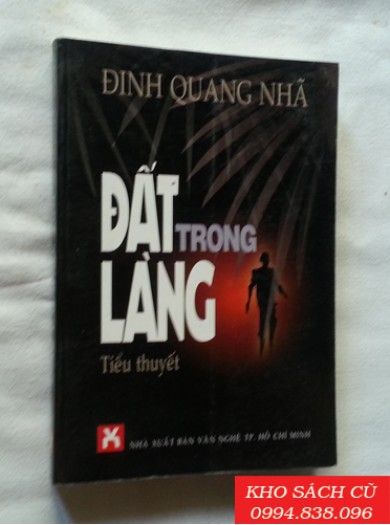 ĐINH QUANG NHÃ
ĐẤT TRONG
LÀNG
Tiểu thuyết
NHÀ XUẤT BẢN VĂN NGHỆ TP. HỒ CHÍ MINH
KHO SÁCH CŨ
0994.838.096